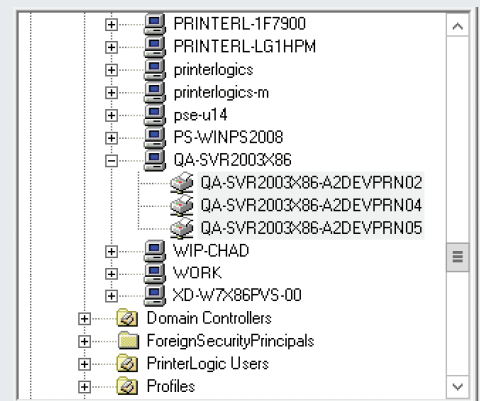 PRINTERL-1F7900
PRINTERL-LG1HPM
printerlogics
printerlogics-m
pse-u14
PS-WINPS2008
QA-SVR2003X86
QA-SVR2003X86-A2DEVPRN02
QA-SVR2003X86-A2DEVPRN04
QA-SVR2003X86-A2DEVPRN05
WIP-CHAD
WORK
XD-W7X86PVS-00
Domain Controllers
ForeignSecurityPrincipals
PrinterLogic Users
Profiles